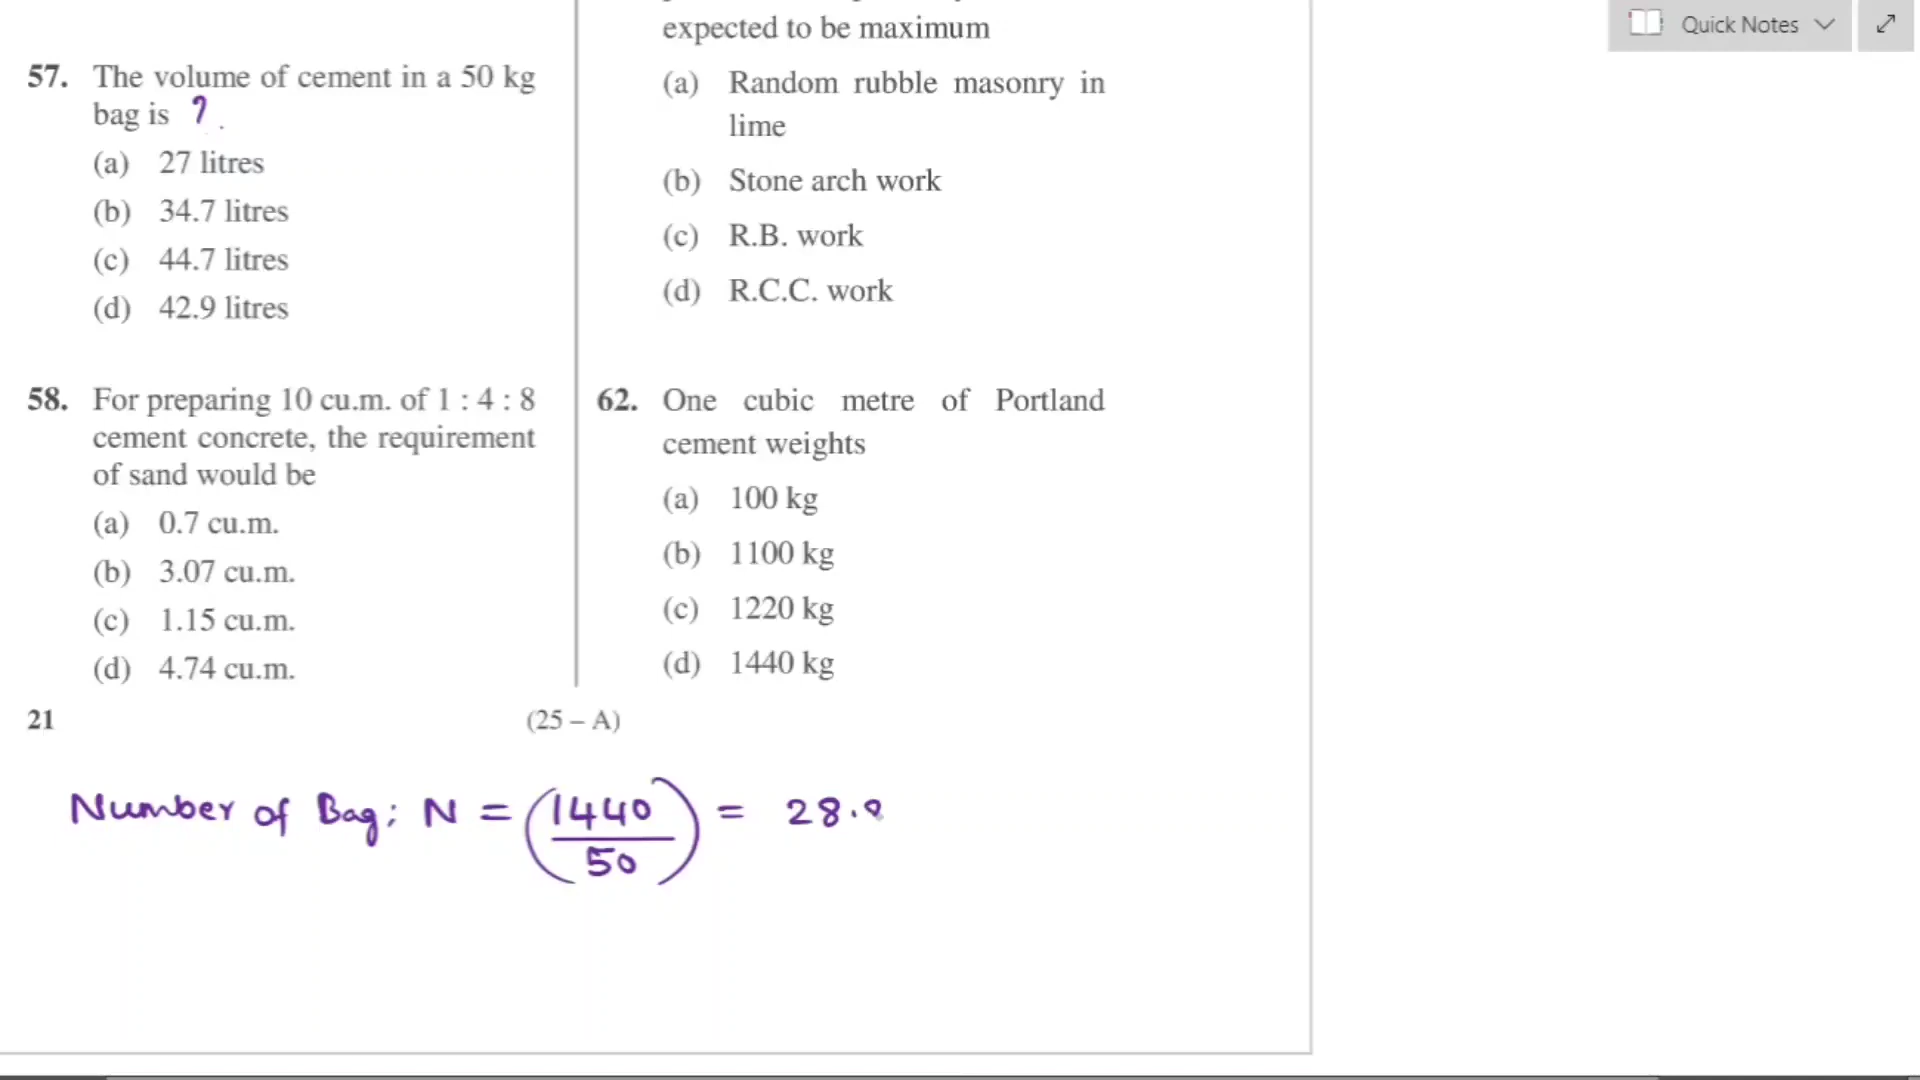 Quick Notes
57. The volume of cement in a 50 kg
bag is ?
(a) 27 litres
(b) 34.7 litres
(c) 44.7 litres
(d) 42.9 litres
58. For preparing 10 cu.m. of 1 : 4 : 8
cement concrete, the requirement
of sand would be
(a) 0.7 cu.m.
(b) 3.07 cu.m.
(c) 1.15 cu.m.
(d) 4.74 cu.m.
expected to be maximum
(a) Random rubble masonry in
lime
(b) Stone arch work
(c) R.B. work
(d) R.C.C. work
62. One cubic metre of Portland
cement weights
(a) 100 kg
(b) 1100 kg
(c) 1220 kg
(d) 1440 kg
21 (25 – A)
Number of Bag; N = (1440/50) = 28.8